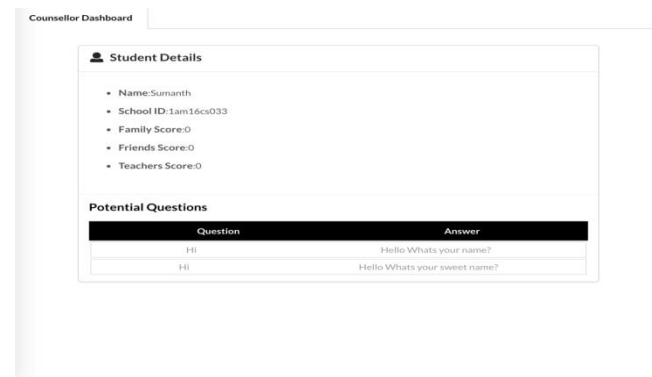 Counsellor Dashboard
Student Details
Name:Sumanth
School ID:1am16cs033
Family Score:0
Friends Score:0
Teachers Score:0
Potential Questions
Question Answer
Hi Hello Whats your name?
Hi Hello Whats your sweet name?